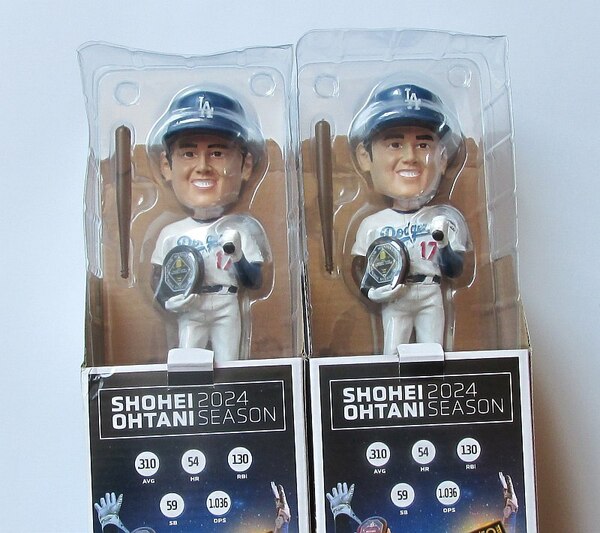 LA
Dodgers
17
SHOHEI 2024
OHTANI SEASON
.310 54 130
AVG HR RBI
59 1.036
SB OPS
LA
Dodgers
17
SHOHEI 2024
OHTANI SEASON
.310 54 130
AVG HR RBI
59 1.036
SB OPS